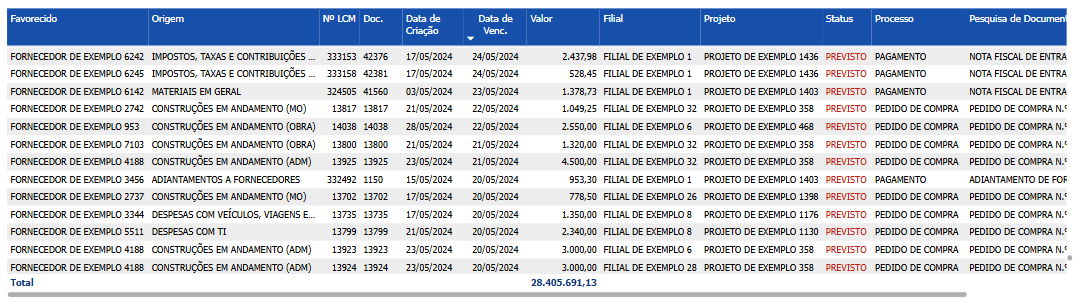 Favorecido Origem Nº LCM Doc. Data de Criação Data de Venc. Valor Filial Projeto Status Processo Pesquisa de Document
FORNECEDOR DE EXEMPLO 6242 IMPOSTOS, TAXAS E CONTRIBUIÇÕES ... 333153 42376 17/05/2024 24/05/2024 2.437,98 FILIAL DE EXEMPLO 1 PROJETO DE EXEMPLO 1436 PREVISTO PAGAMENTO NOTA FISCAL DE ENTRA
FORNECEDOR DE EXEMPLO 6245 IMPOSTOS, TAXAS E CONTRIBUIÇÕES ... 333158 42381 17/05/2024 24/05/2024 528,45 FILIAL DE EXEMPLO 1 PROJETO DE EXEMPLO 1436 PREVISTO PAGAMENTO NOTA FISCAL DE ENTRA
FORNECEDOR DE EXEMPLO 6142 MATERIAIS EM GERAL 324505 41560 03/05/2024 23/05/2024 1.378,73 FILIAL DE EXEMPLO 1 PROJETO DE EXEMPLO 1403 PREVISTO PAGAMENTO NOTA FISCAL DE ENTRA
FORNECEDOR DE EXEMPLO 2742 CONSTRUÇÕES EM ANDAMENTO (MO) 13817 13817 21/05/2024 22/05/2024 1.049,25 FILIAL DE EXEMPLO 32 PROJETO DE EXEMPLO 358 PREVISTO PEDIDO DE COMPRA PEDIDO DE COMPRA N.º
FORNECEDOR DE EXEMPLO 953 CONSTRUÇÕES EM ANDAMENTO (OBRA) 14038 14038 28/05/2024 22/05/2024 2.550,00 FILIAL DE EXEMPLO 6 PROJETO DE EXEMPLO 468 PREVISTO PEDIDO DE COMPRA PEDIDO DE COMPRA N.º
FORNECEDOR DE EXEMPLO 7103 CONSTRUÇÕES EM ANDAMENTO (OBRA) 13800 13800 21/05/2024 21/05/2024 1.320,00 FILIAL DE EXEMPLO 32 PROJETO DE EXEMPLO 358 PREVISTO PEDIDO DE COMPRA PEDIDO DE COMPRA N.º
FORNECEDOR DE EXEMPLO 4188 CONSTRUÇÕES EM ANDAMENTO (ADM) 13925 13925 23/05/2024 21/05/2024 4.500,00 FILIAL DE EXEMPLO 32 PROJETO DE EXEMPLO 358 PREVISTO PEDIDO DE COMPRA PEDIDO DE COMPRA N.º
FORNECEDOR DE EXEMPLO 3456 ADIANTAMENTOS A FORNECEDORES 332492 1150 15/05/2024 20/05/2024 953,30 FILIAL DE EXEMPLO 1 PROJETO DE EXEMPLO 1403 PREVISTO PAGAMENTO ADIANTAMENTO DE FOR
FORNECEDOR DE EXEMPLO 2737 CONSTRUÇÕES EM ANDAMENTO (MO) 13702 13702 17/05/2024 20/05/2024 778,50 FILIAL DE EXEMPLO 26 PROJETO DE EXEMPLO 1398 PREVISTO PEDIDO DE COMPRA PEDIDO DE COMPRA N.º
FORNECEDOR DE EXEMPLO 3344 DESPESAS COM VEÍCULOS, VIAGENS E... 13735 13735 17/05/2024 20/05/2024 1.350,00 FILIAL DE EXEMPLO 8 PROJETO DE EXEMPLO 1176 PREVISTO PEDIDO DE COMPRA PEDIDO DE COMPRA N.º
FORNECEDOR DE EXEMPLO 5511 DESPESAS COM TI 13799 13799 21/05/2024 20/05/2024 2.340,00 FILIAL DE EXEMPLO 8 PROJETO DE EXEMPLO 1130 PREVISTO PEDIDO DE COMPRA PEDIDO DE COMPRA N.º
FORNECEDOR DE EXEMPLO 4188 CONSTRUÇÕES EM ANDAMENTO (ADM) 13923 13923 23/05/2024 20/05/2024 3.000,00 FILIAL DE EXEMPLO 6 PROJETO DE EXEMPLO 358 PREVISTO PEDIDO DE COMPRA PEDIDO DE COMPRA N.º
FORNECEDOR DE EXEMPLO 4188 CONSTRUÇÕES EM ANDAMENTO (ADM) 13924 13924 23/05/2024 20/05/2024 3.000,00 FILIAL DE EXEMPLO 28 PROJETO DE EXEMPLO 358 PREVISTO PEDIDO DE COMPRA PEDIDO DE COMPRA N.º
Total 28.405.691,13